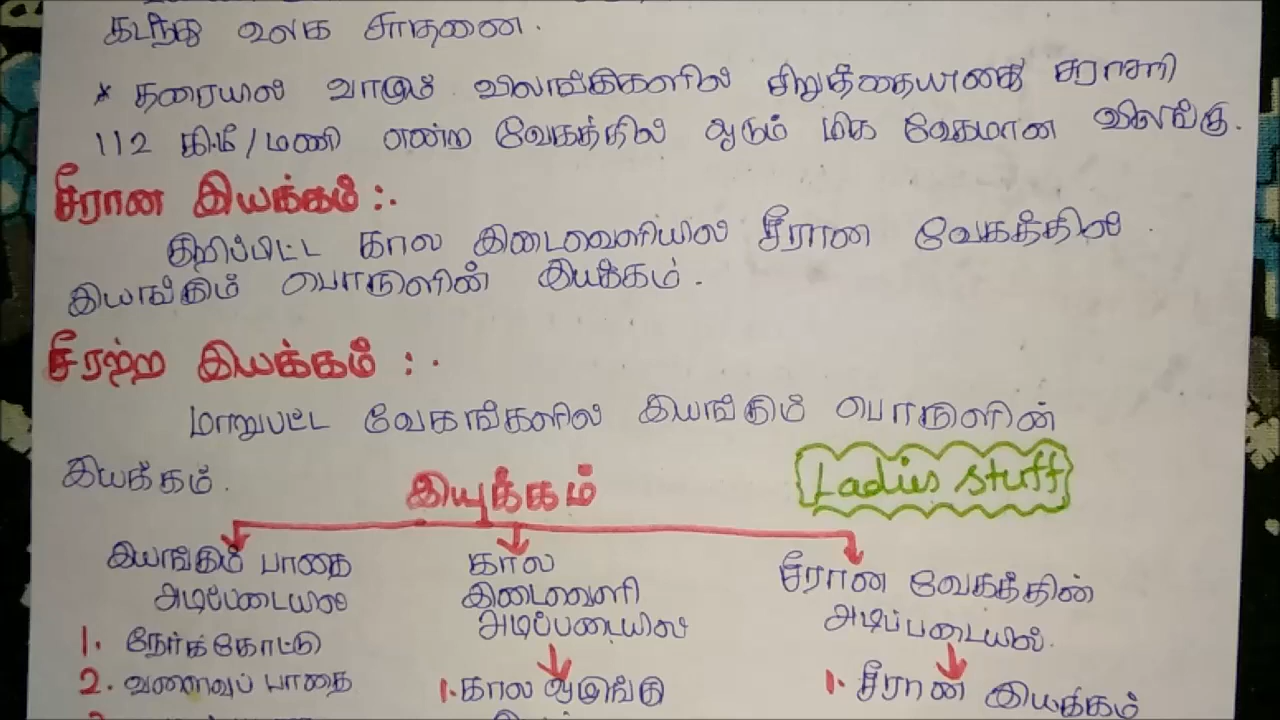 கடந்து உலக சாதனை.
* தரையில் வாழும் விலங்கிகளில் சிறுத்தையானது சராசரி
112 கி.மீ/மணி என்ற வேகத்தில் ஓடும் மிக வேகமான விலங்கு.
சீரான இயக்கம் :.
குறிப்பிட்ட கால இடைவெளியில் சீரான வேகத்தில்
இயங்கும் பொருளின் இயக்கம்.
சீரற்ற இயக்கம் :.
மாறுபட்ட வேகங்களில் இயங்கும் பொருளின்
இயக்கம்.
Ladies stuff
இயக்கம்
இயங்கும் பாதை
அடிப்படையில்
1. நேர்க்கோட்டு
2. வளைவுப் பாதை
கால
இடைவெளி
அடிப்படையில்
1. கால ஒழுங்கு
சீரான வேகத்தின்
அடிப்படையில்.
1. சீரான இயக்கம்